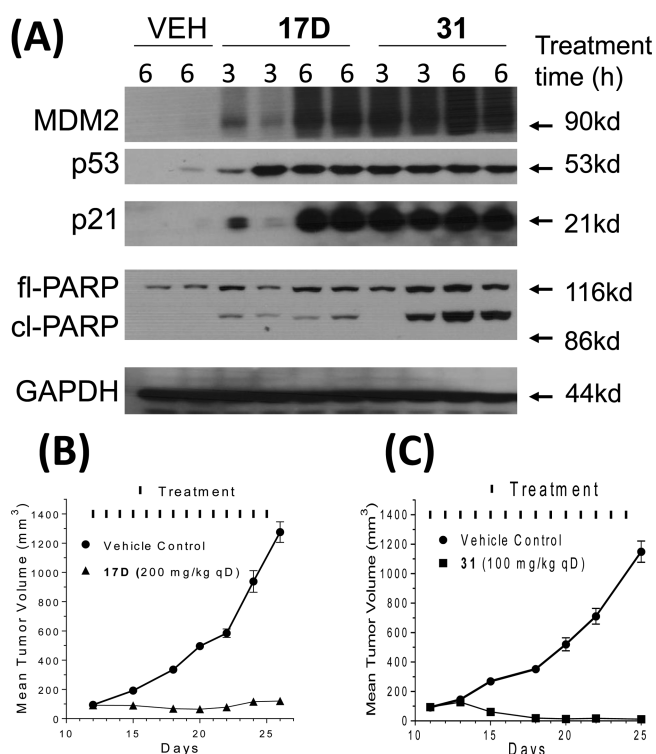 (A)
VEH 17D 31
Treatment
time (h)
6 6 3 3 6 6 3 3 6 6
MDM2 90kd
p53 53kd
p21 21kd
fl-PARP 116kd
cl-PARP 86kd
GAPDH 44kd
(B)
Treatment
1400
1200
1000
800
600
400
200
0
Mean Tumor Volume (mm³)
Vehicle Control
17D (200 mg/kg qD)
10 15 20 25
Days
(C)
Treatment
1400
1200
1000
800
600
400
200
0
Mean Tumor Volume (mm³)
Vehicle Control
31 (100 mg/kg qD)
10 15 20 25
Days